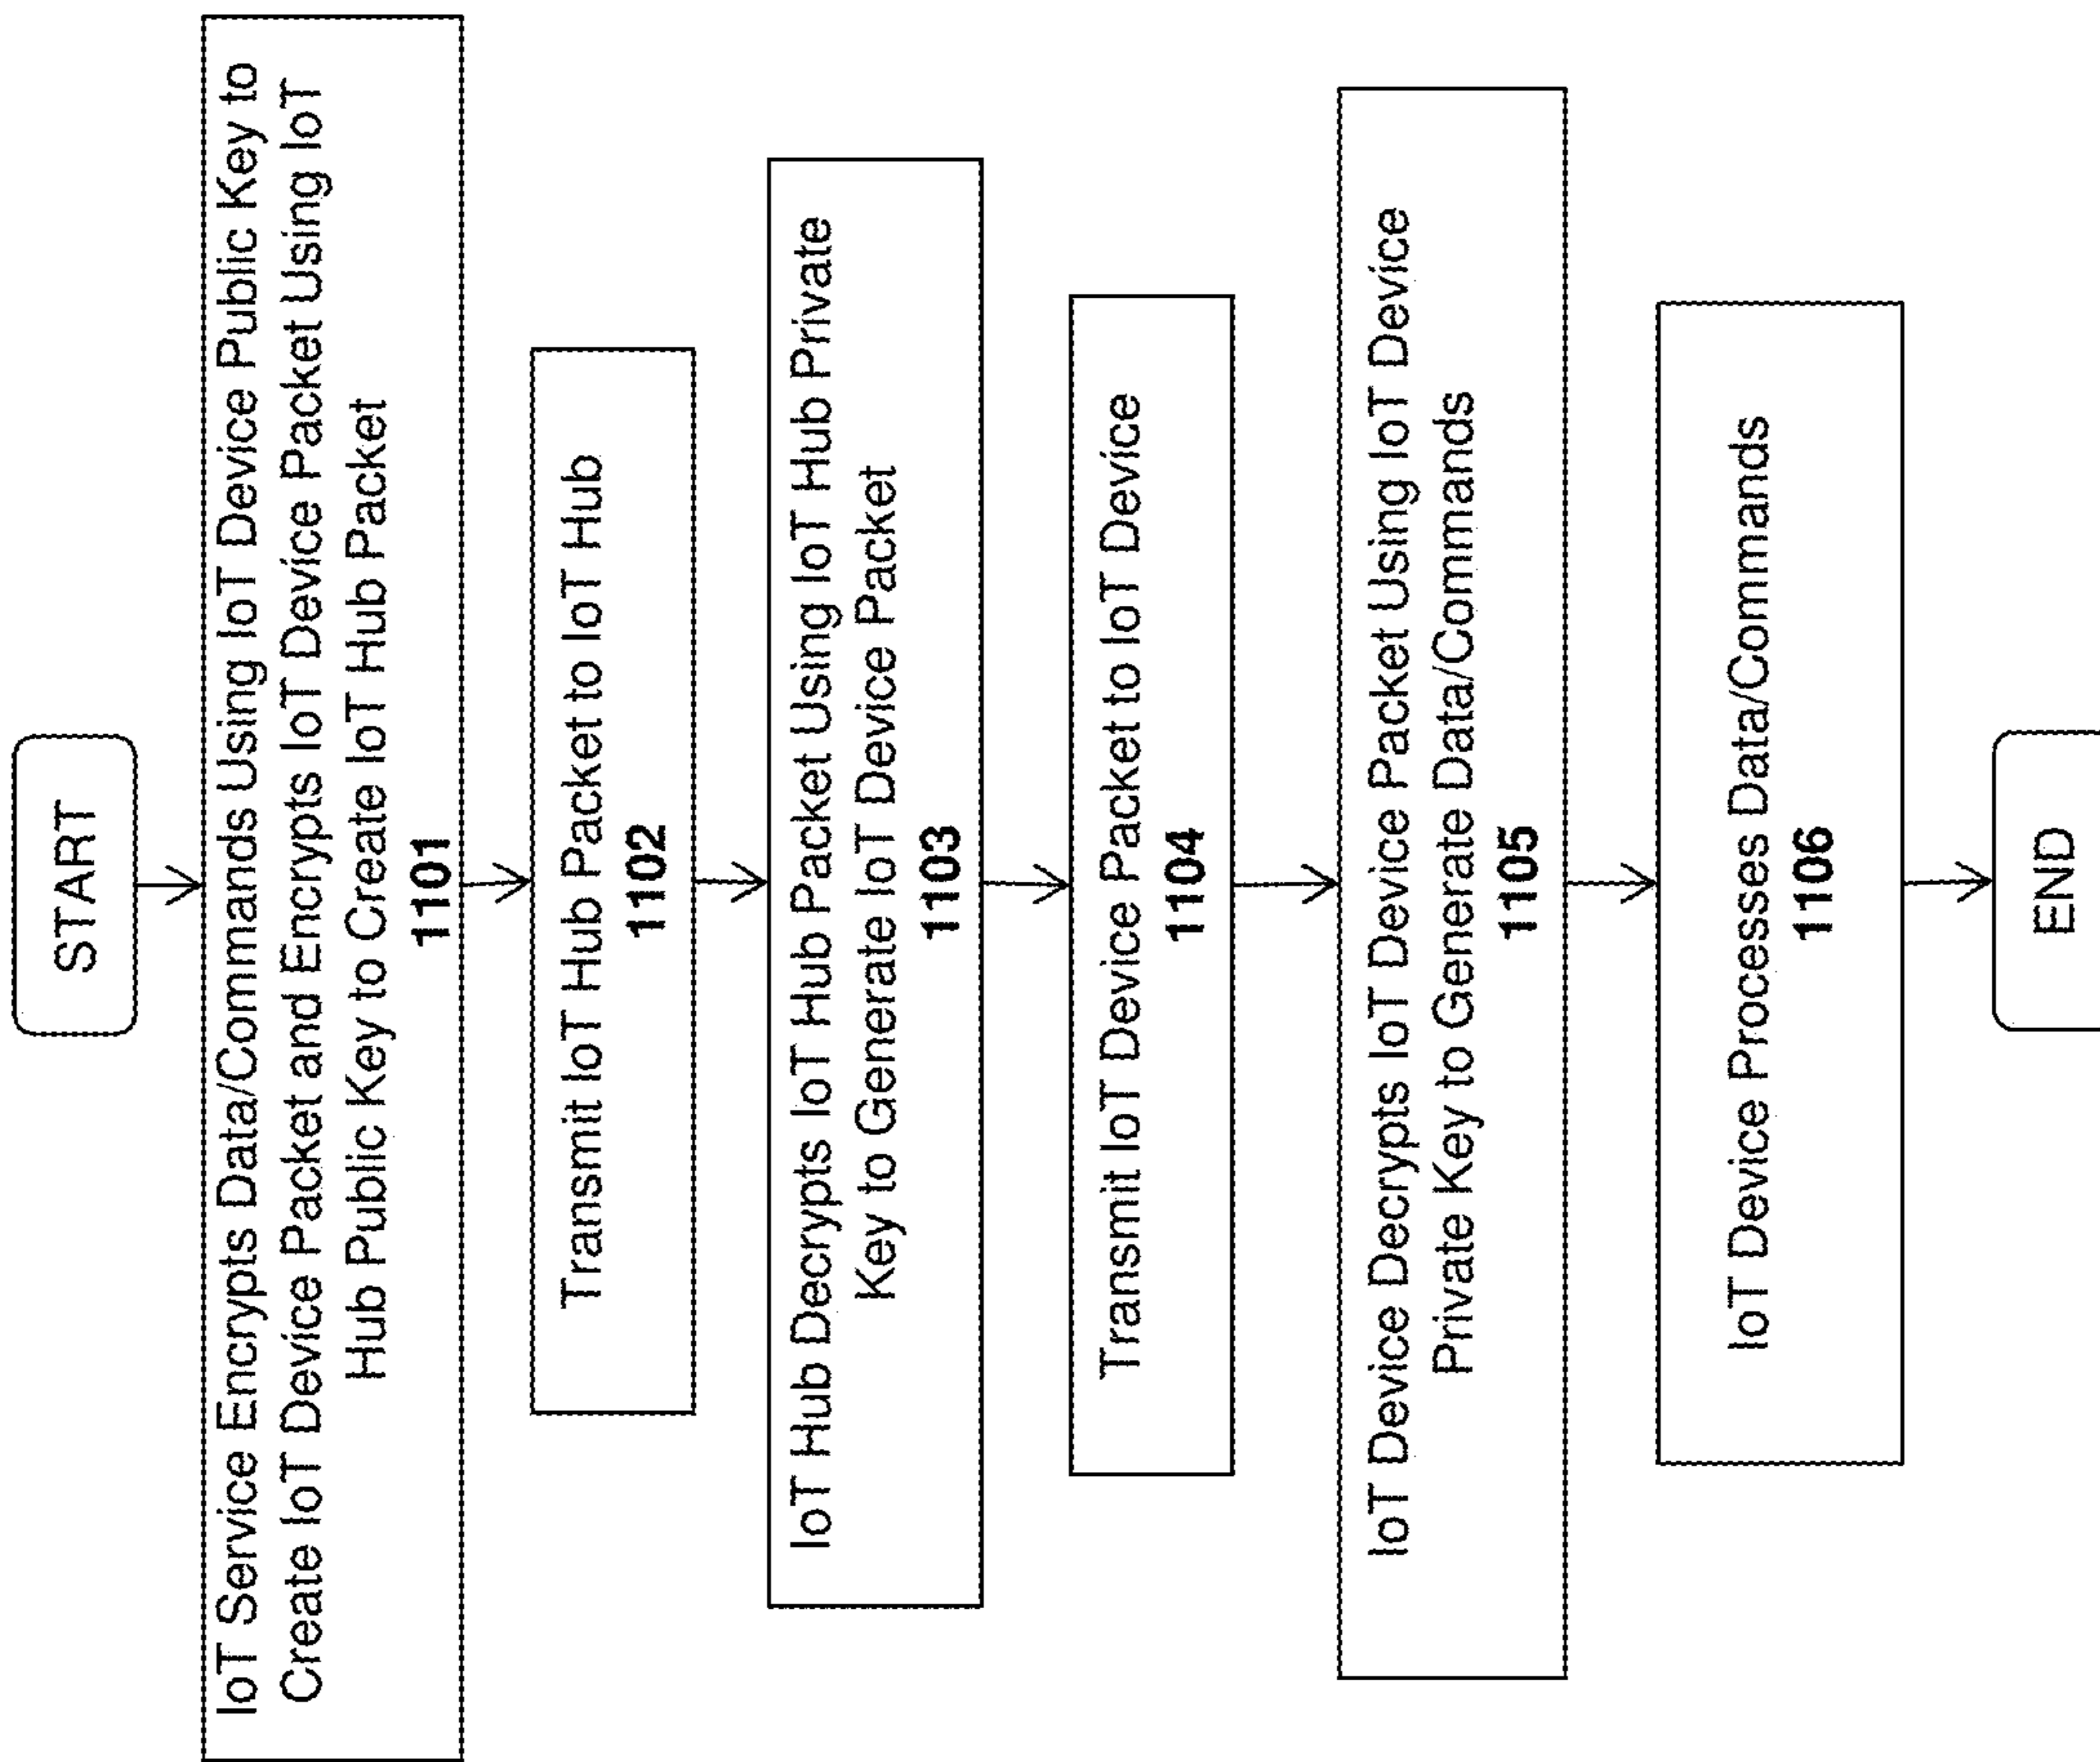 START
IoT Service Encrypts Data/Commands Using IoT Device Public Key to
Create IoT Device Packet and Encrypts IoT Device Packet Using IoT
Hub Public Key to Create IoT Hub Packet
1101
Transmit IoT Hub Packet to IoT Hub
1102
IoT Hub Decrypts IoT Hub Packet Using IoT Hub Private
Key to Generate IoT Device Packet
1103
Transmit IoT Device Packet to IoT Device
1104
IoT Device Decrypts IoT Device Packet Using IoT Device
Private Key to Generate Data/Commands
1105
IoT Device Processes Data/Commands
1106
END